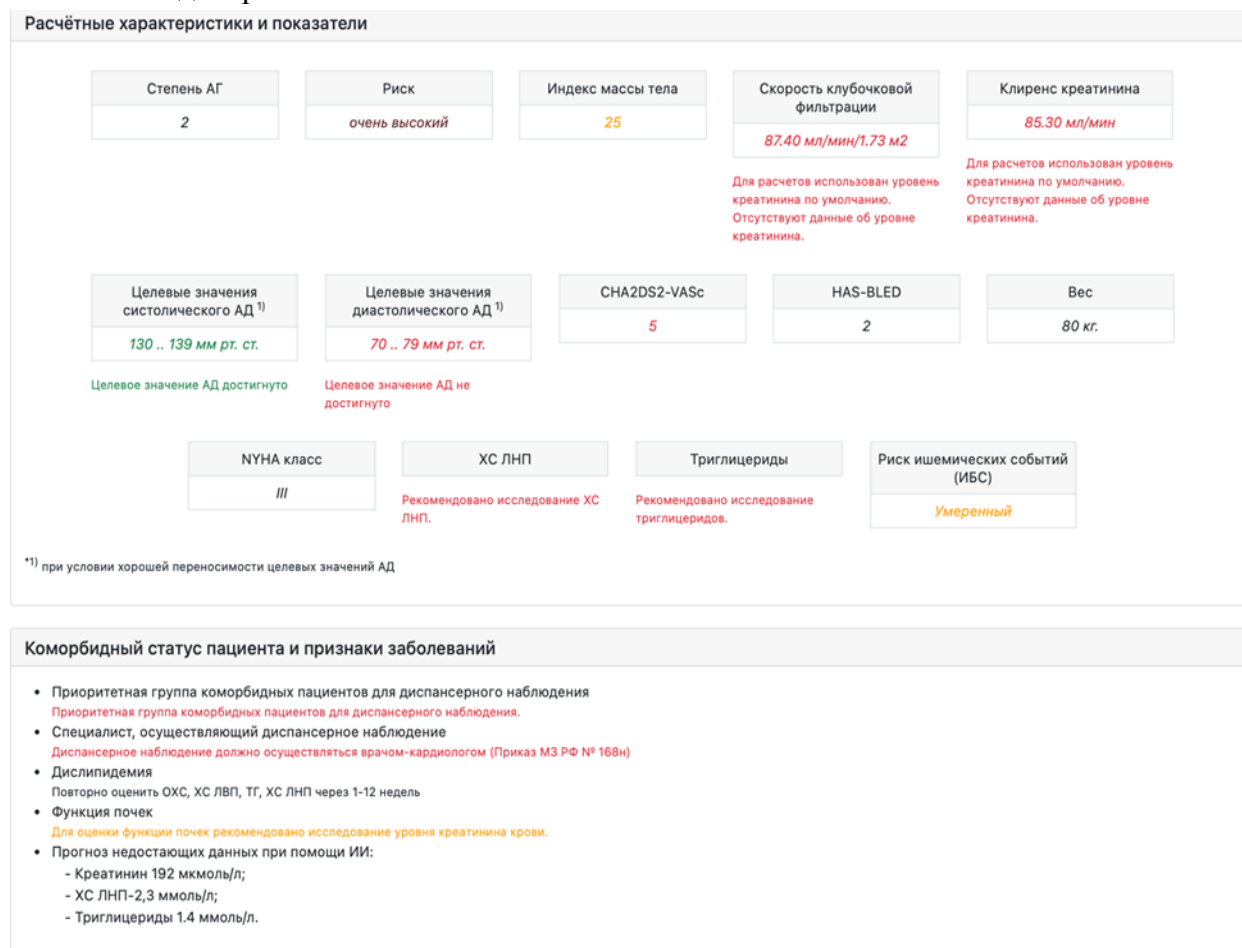 Расчётные характеристики и показатели
Степень АГ
2
Риск
очень высокий
Индекс массы тела
25
Скорость клубочковой
фильтрации
87.40 мл/мин/1.73 м2
Для расчетов использован уровень
креатинина по умолчанию.
Отсутствуют данные об уровне
креатинина.
Клиренс креатинина
85.30 мл/мин
Для расчетов использован уровень
креатинина по умолчанию.
Отсутствуют данные об уровне
креатинина.
Целевые значения
систолического АД 1)
130 .. 139 мм рт. ст.
Целевое значение АД достигнуто
Целевые значения
диастолического АД 1)
70 .. 79 мм рт. ст.
Целевое значение АД не
достигнуто
CHA2DS2-VASc
5
HAS-BLED
2
Вес
80 кг.
NYHA класс
III
ХС ЛНП
Рекомендовано исследование ХС
ЛНП.
Триглицериды
Рекомендовано исследование
триглицеридов.
Риск ишемических событий
(ИБС)
Умеренный
*1) при условии хорошей переносимости целевых значений АД
Коморбидный статус пациента и признаки заболеваний
• Приоритетная группа коморбидных пациентов для диспансерного наблюдения
Приоритетная группа коморбидных пациентов для диспансерного наблюдения.
• Специалист, осуществляющий диспансерное наблюдение
Диспансерное наблюдение должно осуществляться врачом-кардиологом (Приказ МЗ РФ № 168н)
• Дислипидемия
Повторно оценить ОХС, ХС ЛВП, ТГ, ХС ЛНП через 1-12 недель
• Функция почек
Для оценки функции почек рекомендовано исследование уровня креатинина крови.
• Прогноз недостающих данных при помощи ИИ:
- Креатинин 192 мкмоль/л;
- ХС ЛНП-2,3 ммоль/л;
- Триглицериды 1.4 ммоль/л.